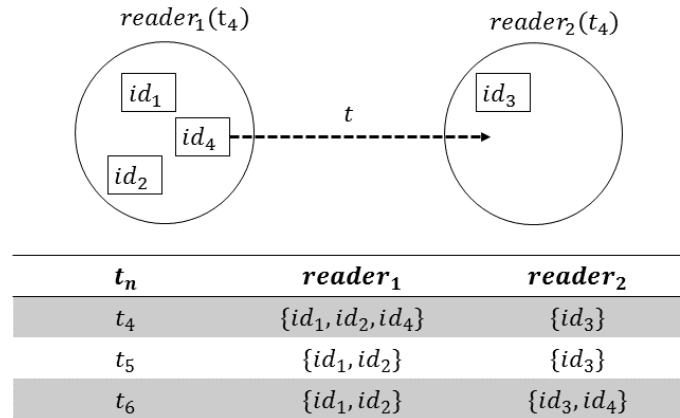 reader₁(t₄) reader₂(t₄)
id₁ id₃
t
id₄
id₂
tₙ reader₁ reader₂
t₄ {id₁, id₂, id₄} {id₃}
t₅ {id₁, id₂} {id₃}
t₆ {id₁, id₂} {id₃, id₄}